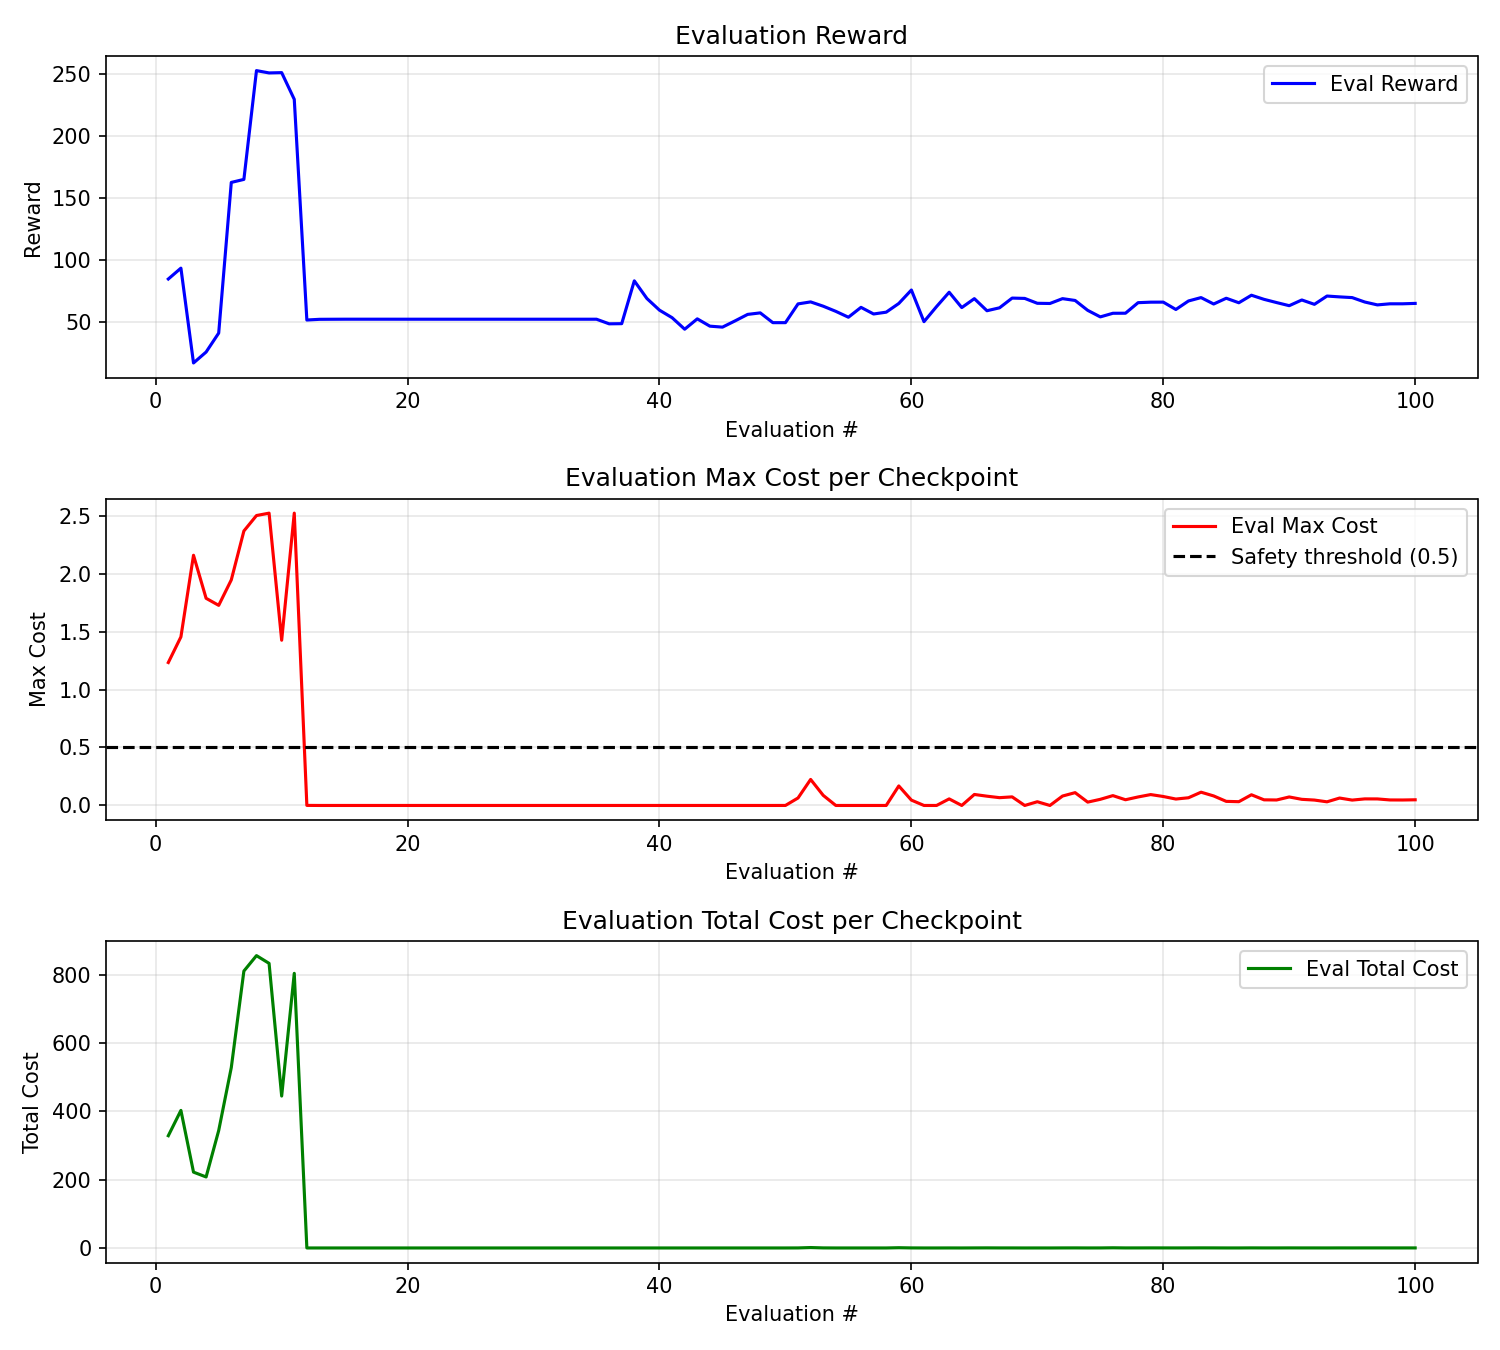 Evaluation Reward
Eval Reward
Reward
250
200
150
100
50
0 20 40 60 80 100
Evaluation #
Evaluation Max Cost per Checkpoint
Eval Max Cost
Safety threshold (0.5)
Max Cost
2.5
2.0
1.5
1.0
0.5
0.0
0 20 40 60 80 100
Evaluation #
Evaluation Total Cost per Checkpoint
Eval Total Cost
Total Cost
800
600
400
200
0
0 20 40 60 80 100
Evaluation #